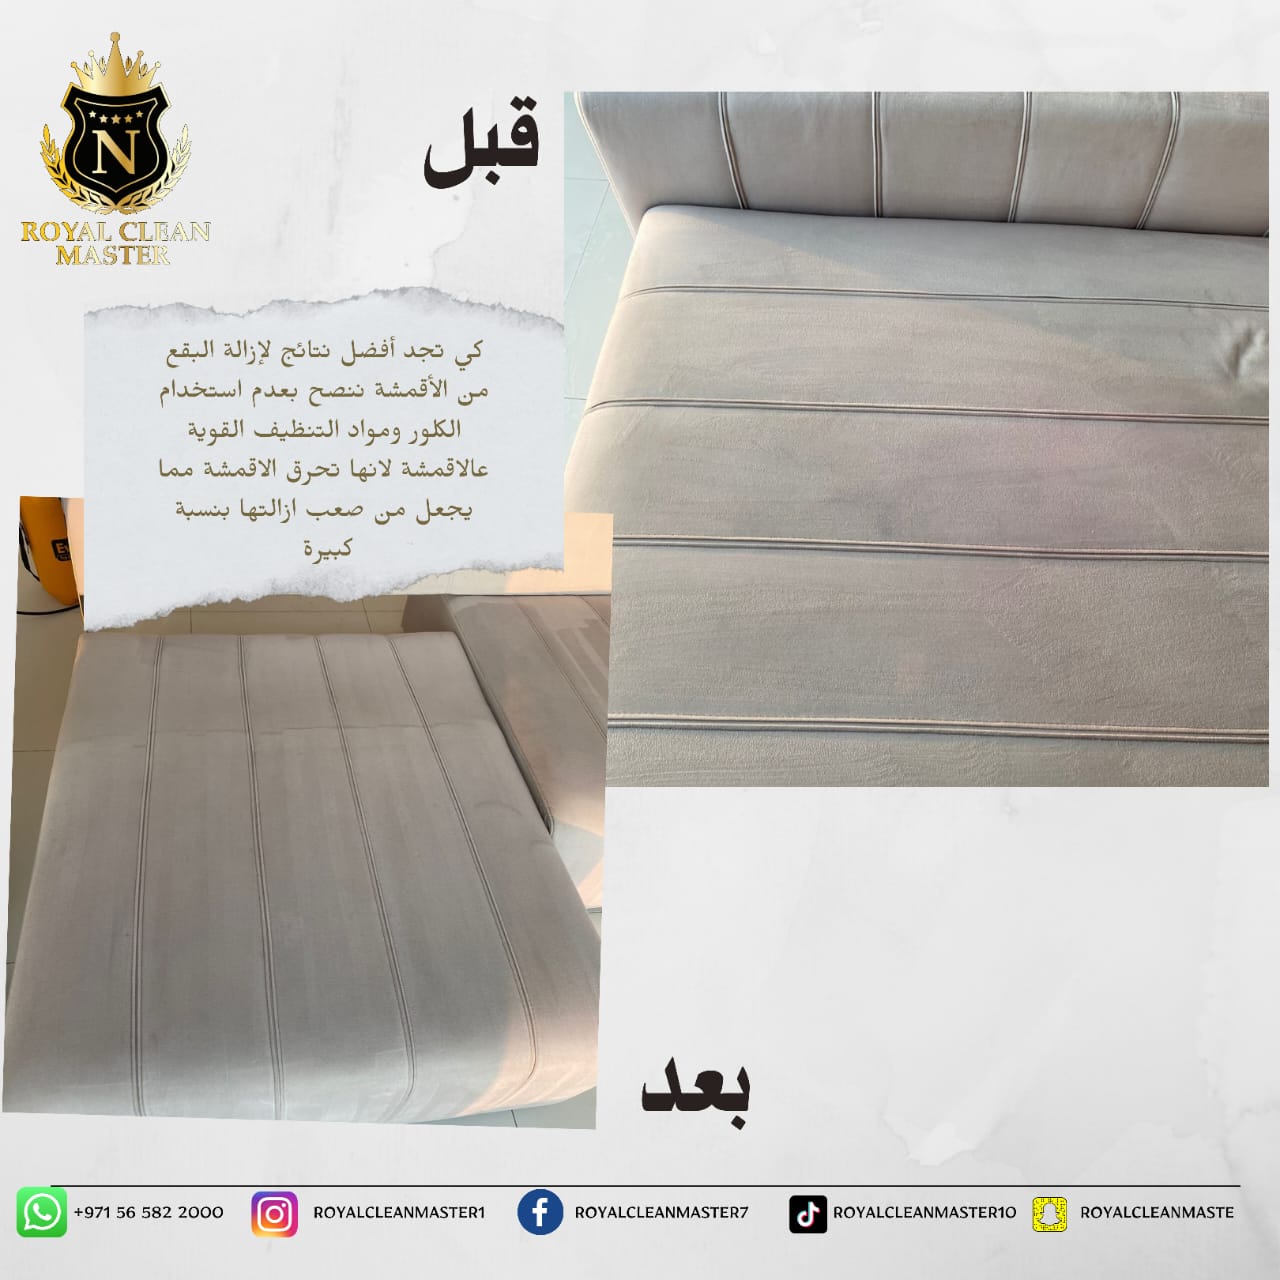 N
ROYAL CLEAN
MASTER
قبل
كي تجد أفضل نتائج لإزالة البقع
من الأقمشة ننصح بعدم استخدام
الكلور ومواد التنظيف القوية
عالاقمشة لانها تحرق الاقمشة مما
يجعل من صعب ازالتها بنسبة
كبيرة
بعد
+971 56 582 2000
ROYALCLEANMASTER1
ROYALCLEANMASTER7
ROYALCLEANMASTER10
ROYALCLEANMASTE